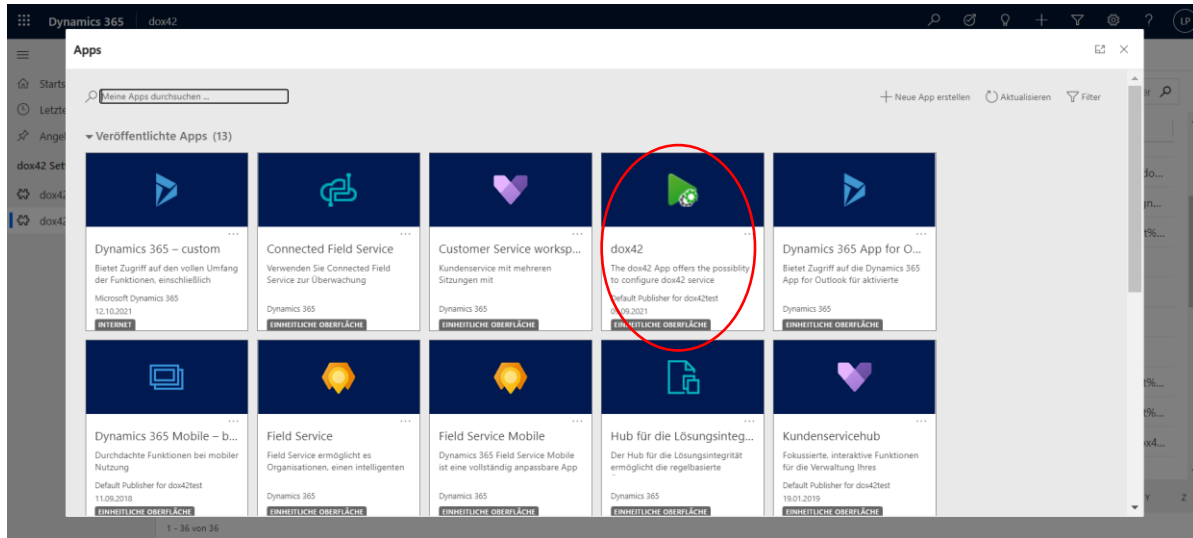 Dynamics 365 dox42 ? LP
Apps
Starts
Letzte
Angel
dox42 Set
dox42
dox42
Meine Apps durchsuchen ...
Neue App erstellen Aktualisieren Filter
Veröffentlichte Apps (13)
Dynamics 365 – custom
Bietet Zugriff auf den vollen Umfang
der Funktionen, einschließlich
Microsoft Dynamics 365
12.10.2021
INTERNET
Connected Field Service
Verwenden Sie Connected Field
Service zur Überwachung
Dynamics 365
EINHEITLICHE OBERFLÄCHE
Customer Service worksp...
Kundenservice mit mehreren
Sitzungen mit
Dynamics 365
EINHEITLICHE OBERFLÄCHE
dox42
The dox42 App offers the possiblity
to configure dox42 service
Default Publisher for dox42test
.09.2021
EINHEITLICHE OBERFLÄCHE
Dynamics 365 App for O...
Bietet Zugriff auf die Dynamics 365
App for Outlook für aktivierte
Dynamics 365
EINHEITLICHE OBERFLÄCHE
Dynamics 365 Mobile – b...
Durchdachte Funktionen bei mobiler
Nutzung
Default Publisher for dox42test
11.09.2018
EINHEITLICHE OBERFLÄCHE
Field Service
Field Service ermöglicht es
Organisationen, einen intelligenten
Dynamics 365
EINHEITLICHE OBERFLÄCHE
Field Service Mobile
Dynamics 365 Field Service Mobile
ist eine vollständig anpassbare App
Dynamics 365
EINHEITLICHE OBERFLÄCHE
Hub für die Lösungsinteg...
Der Hub für die Lösungsintegrität
ermöglicht die regelbasierte
Dynamics 365
EINHEITLICHE OBERFLÄCHE
Kundenservicehub
Fokussierte, interaktive Funktionen
für die Verwaltung Ihres
Default Publisher for dox42test
19.01.2019
EINHEITLICHE OBERFLÄCHE
do...
gn...
t%...
t%...
t%...
ox4...
Y Z
1 - 36 von 36